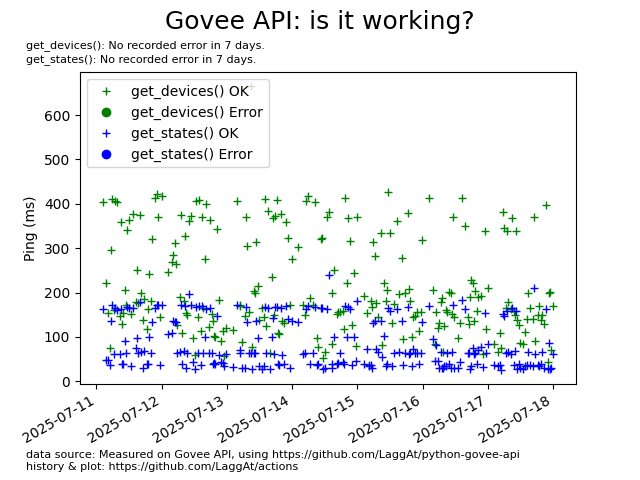 Govee API: is it working?
get_devices(): No recorded error in 7 days.
get_states(): No recorded error in 7 days.
get_devices() OK
get_devices() Error
get_states() OK
get_states() Error
Ping (ms)
600
500
400
300
200
100
0
2025-07-11
2025-07-12
2025-07-13
2025-07-14
2025-07-15
2025-07-16
2025-07-17
2025-07-18
data source: Measured on Govee API, using https://github.com/LaggAt/python-govee-api
history & plot: https://github.com/LaggAt/actions